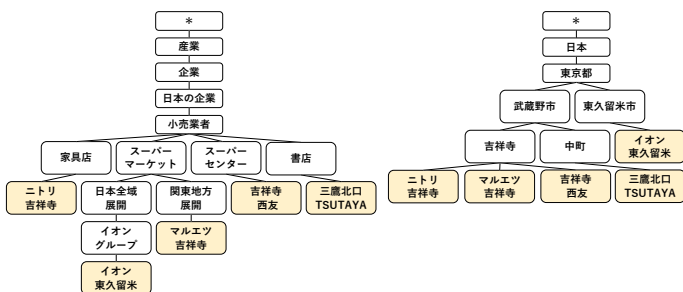 *
産業
企業
日本の企業
小売業者
家具店
スーパー
マーケット
スーパー
センター
書店
ニトリ
吉祥寺
日本全域
展開
関東地方
展開
吉祥寺
西友
三鷹北口
TSUTAYA
イオン
グループ
マルエツ
吉祥寺
イオン
東久留米
*
日本
東京都
武蔵野市
東久留米市
吉祥寺
中町
イオン
東久留米
ニトリ
吉祥寺
マルエツ
吉祥寺
吉祥寺
西友
三鷹北口
TSUTAYA